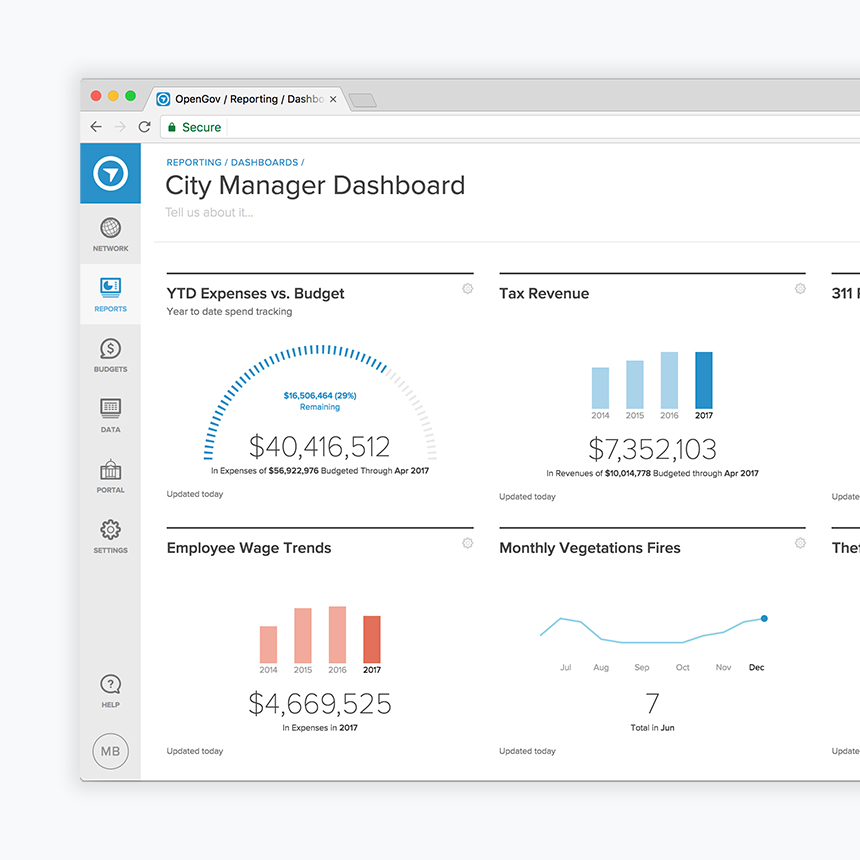 OpenGov / Reporting / Dashbo
Secure
REPORTING / DASHBOARDS /
City Manager Dashboard
Tell us about it...
NETWORK
REPORTS
BUDGETS
DATA
PORTAL
SETTINGS
HELP
MB
YTD Expenses vs. Budget
Year to date spend tracking
$16,506,464 (29%)
Remaining
$40,416,512
In Expenses of $56,922,976 Budgeted Through Apr 2017
Updated today
Tax Revenue
2014 2015 2016 2017
$7,352,103
In Revenues of $10,014,778 Budgeted through Apr 2017
Updated today
311
Employee Wage Trends
2014 2015 2016 2017
$4,669,525
In Expenses in 2017
Updated today
Monthly Vegetations Fires
Jul Aug Sep Oct Nov Dec
7
Total in Jun
Updated today